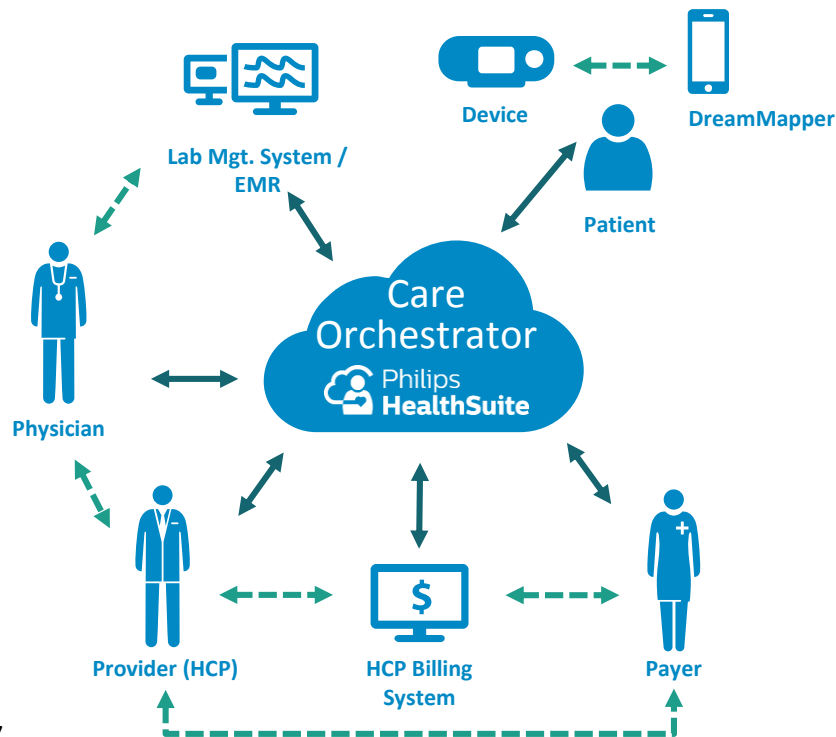 Device
DreamMapper
Lab Mgt. System /
EMR
Patient
Care
Orchestrator
Philips
HealthSuite
Physician
$
Provider (HCP)
HCP Billing
System
Payer